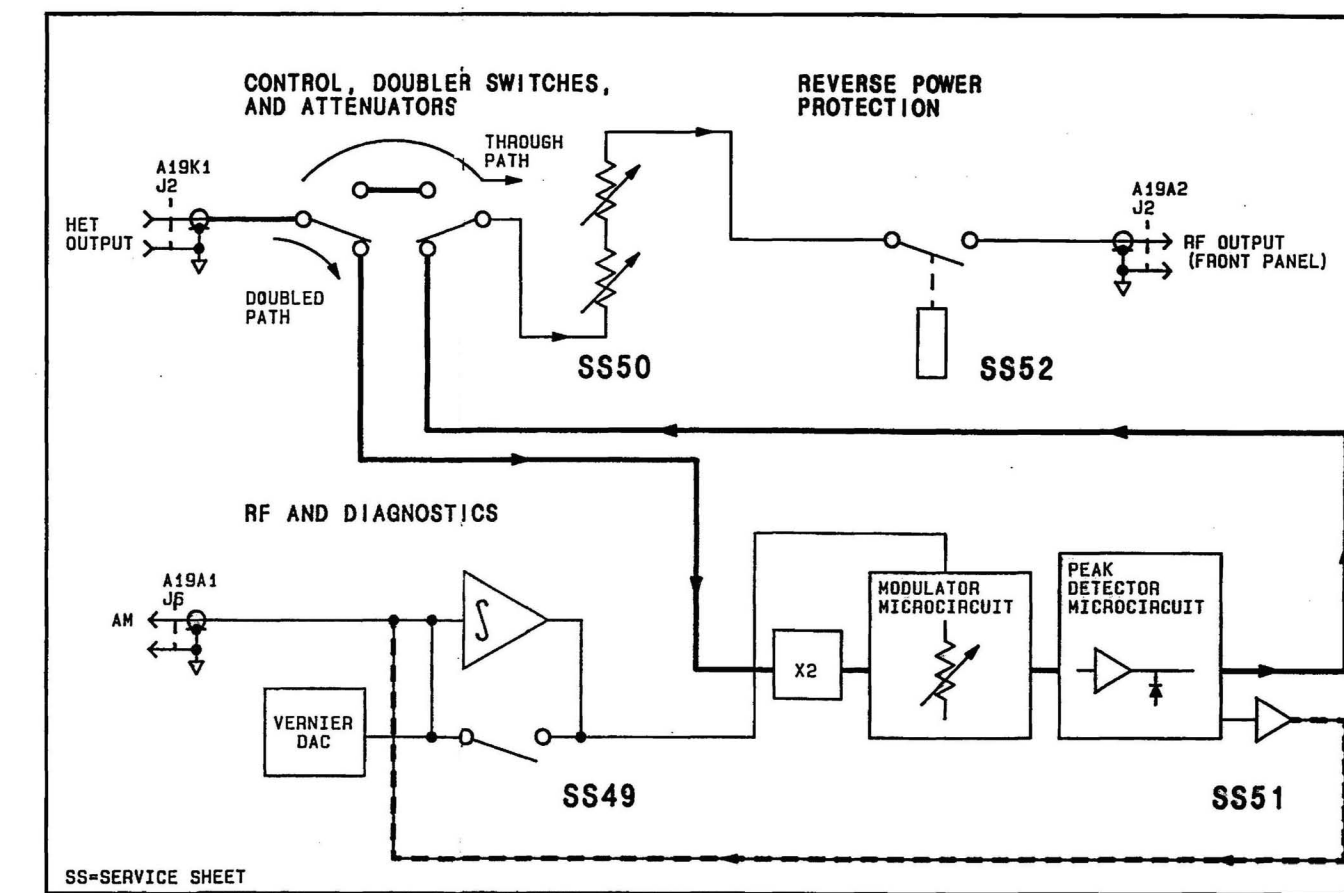 CONTROL, DOUBLER SWITCHES,
AND ATTENUATORS
REVERSE POWER
PROTECTION
THROUGH
PATH
A19K1
J2
HET
OUTPUT
DOUBLED
PATH
A19A2
J2
RF OUTPUT
(FRONT PANEL)
SS50
SS52
RF AND DIAGNOSTICS
A19A1
J6
AM
VERNIER
DAC
X2
MODULATOR
MICROCIRCUIT
PEAK
DETECTOR
MICROCIRCUIT
SS49
SS51
SS=SERVICE SHEET